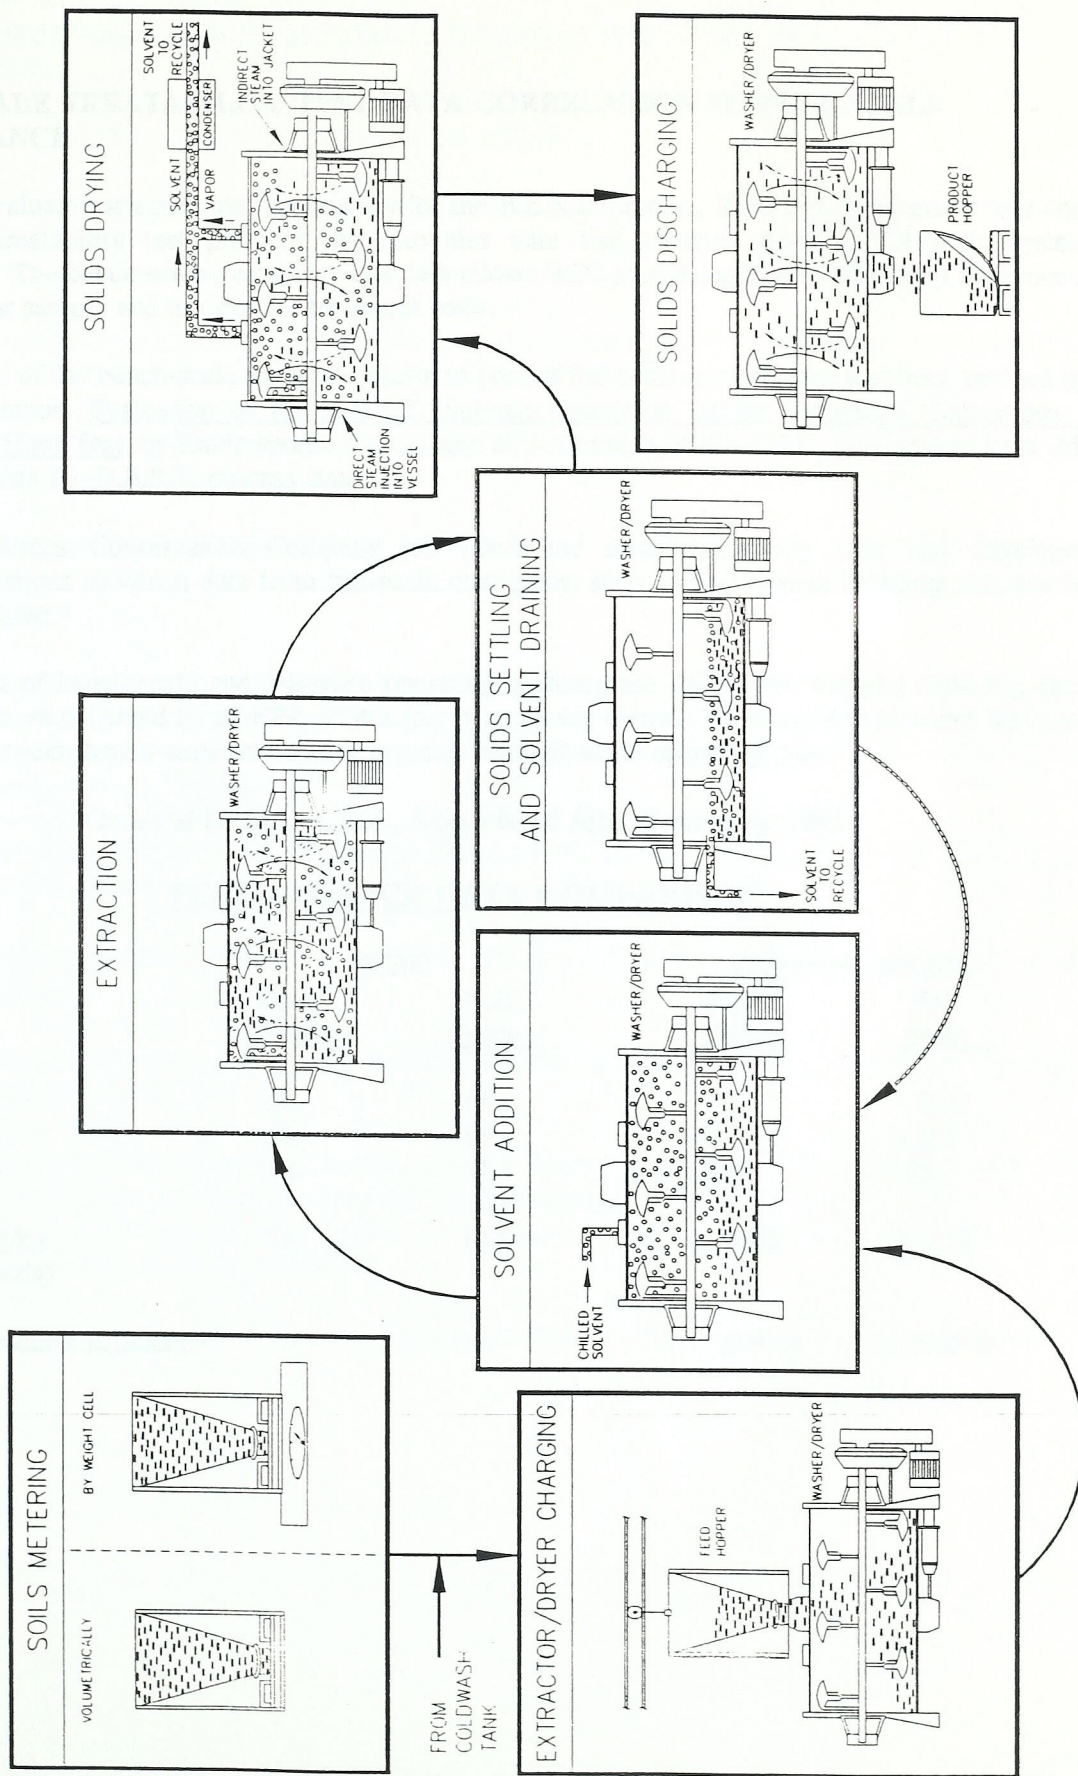 SOILS METERING
VOLUMETRICALLY
BY WEIGHT CELL
FROM
COLDWASH
TANK
EXTRACTOR/DRYER CHARGING
FEED
HOPPER
WASHER/DRYER
SOLVENT ADDITION
CHILLED
SOLVENT
WASHER/DRYER
EXTRACTION
WASHER/DRYER
SOLIDS SETTLING
AND SOLVENT DRAINING
WASHER/DRYER
SOLVENT
TO
RECYCLE
SOLIDS DRYING
SOLVENT
TO
RECYCLE
CONDENSER
SOLVENT
VAPOR
INDIRECT
STEAM
INTO JACKET
DIRECT
STEAM
INJECTION
INTO
VESSEL
SOLIDS DISCHARGING
WASHER/DRYER
PRODUCT
HOPPER